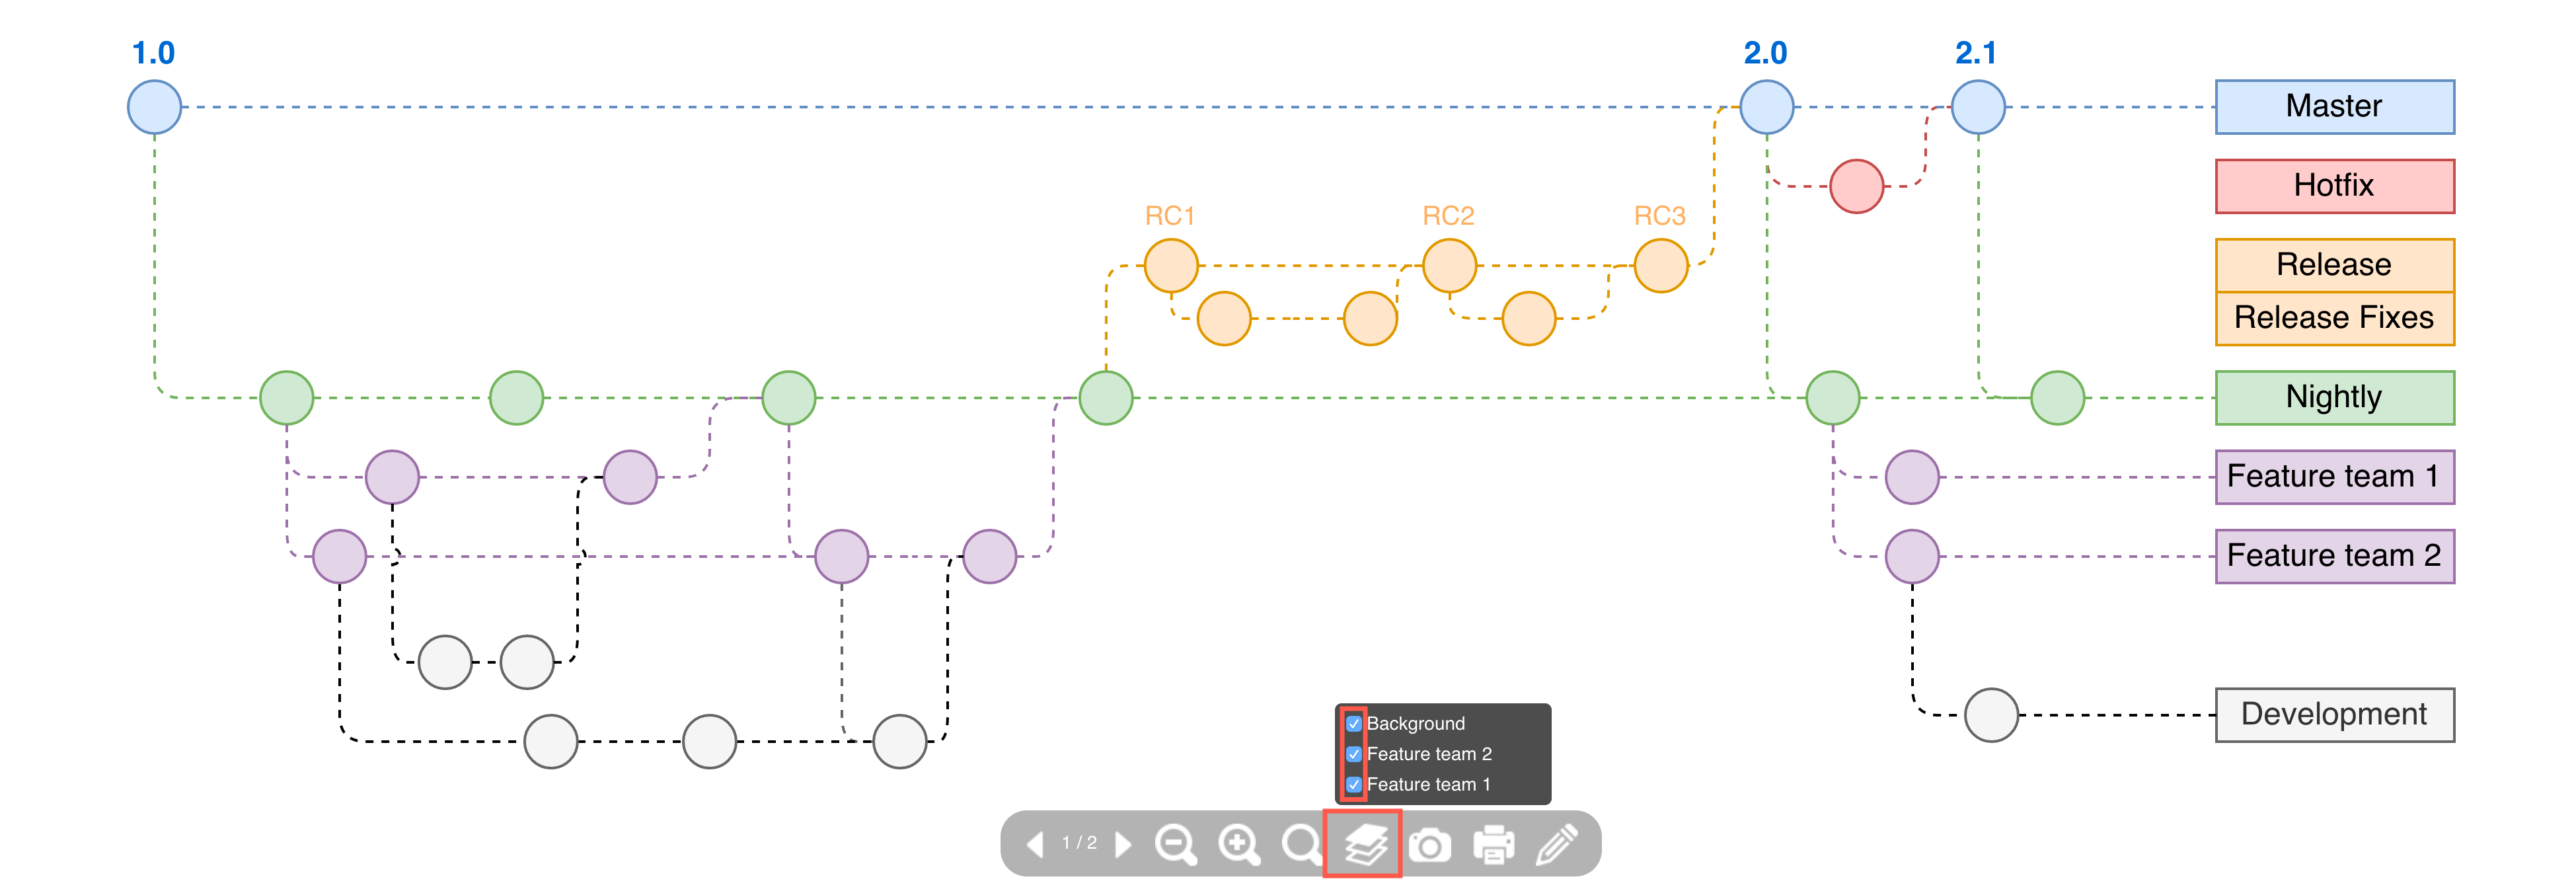 1.0
2.0
2.1
Master
Hotfix
RC1
RC2
RC3
Release
Release Fixes
Nightly
Feature team 1
Feature team 2
Development
Background
Feature team 2
Feature team 1
1 / 2